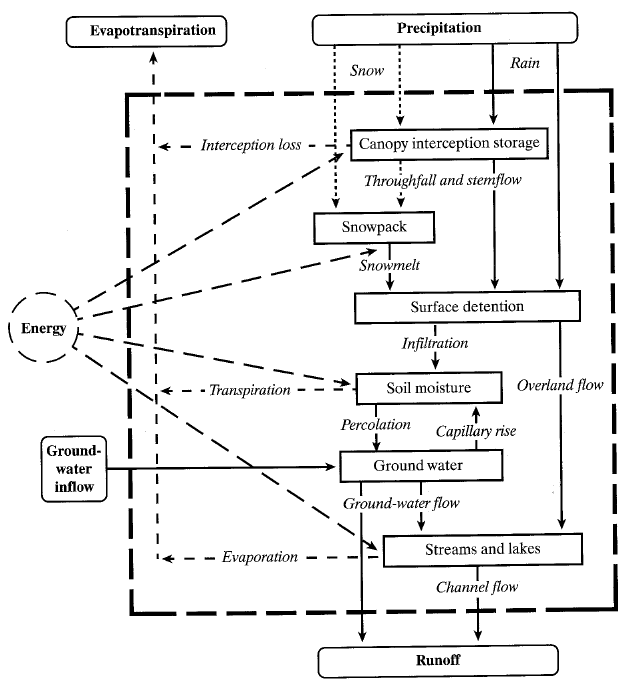 Evapotranspiration
Precipitation
Snow
Rain
Interception loss
Canopy interception storage
Throughfall and stemflow
Snowpack
Snowmelt
Surface detention
Energy
Infiltration
Transpiration
Soil moisture
Overland flow
Percolation
Capillary rise
Ground-
water
inflow
Ground water
Ground-water flow
Evaporation
Streams and lakes
Channel flow
Runoff